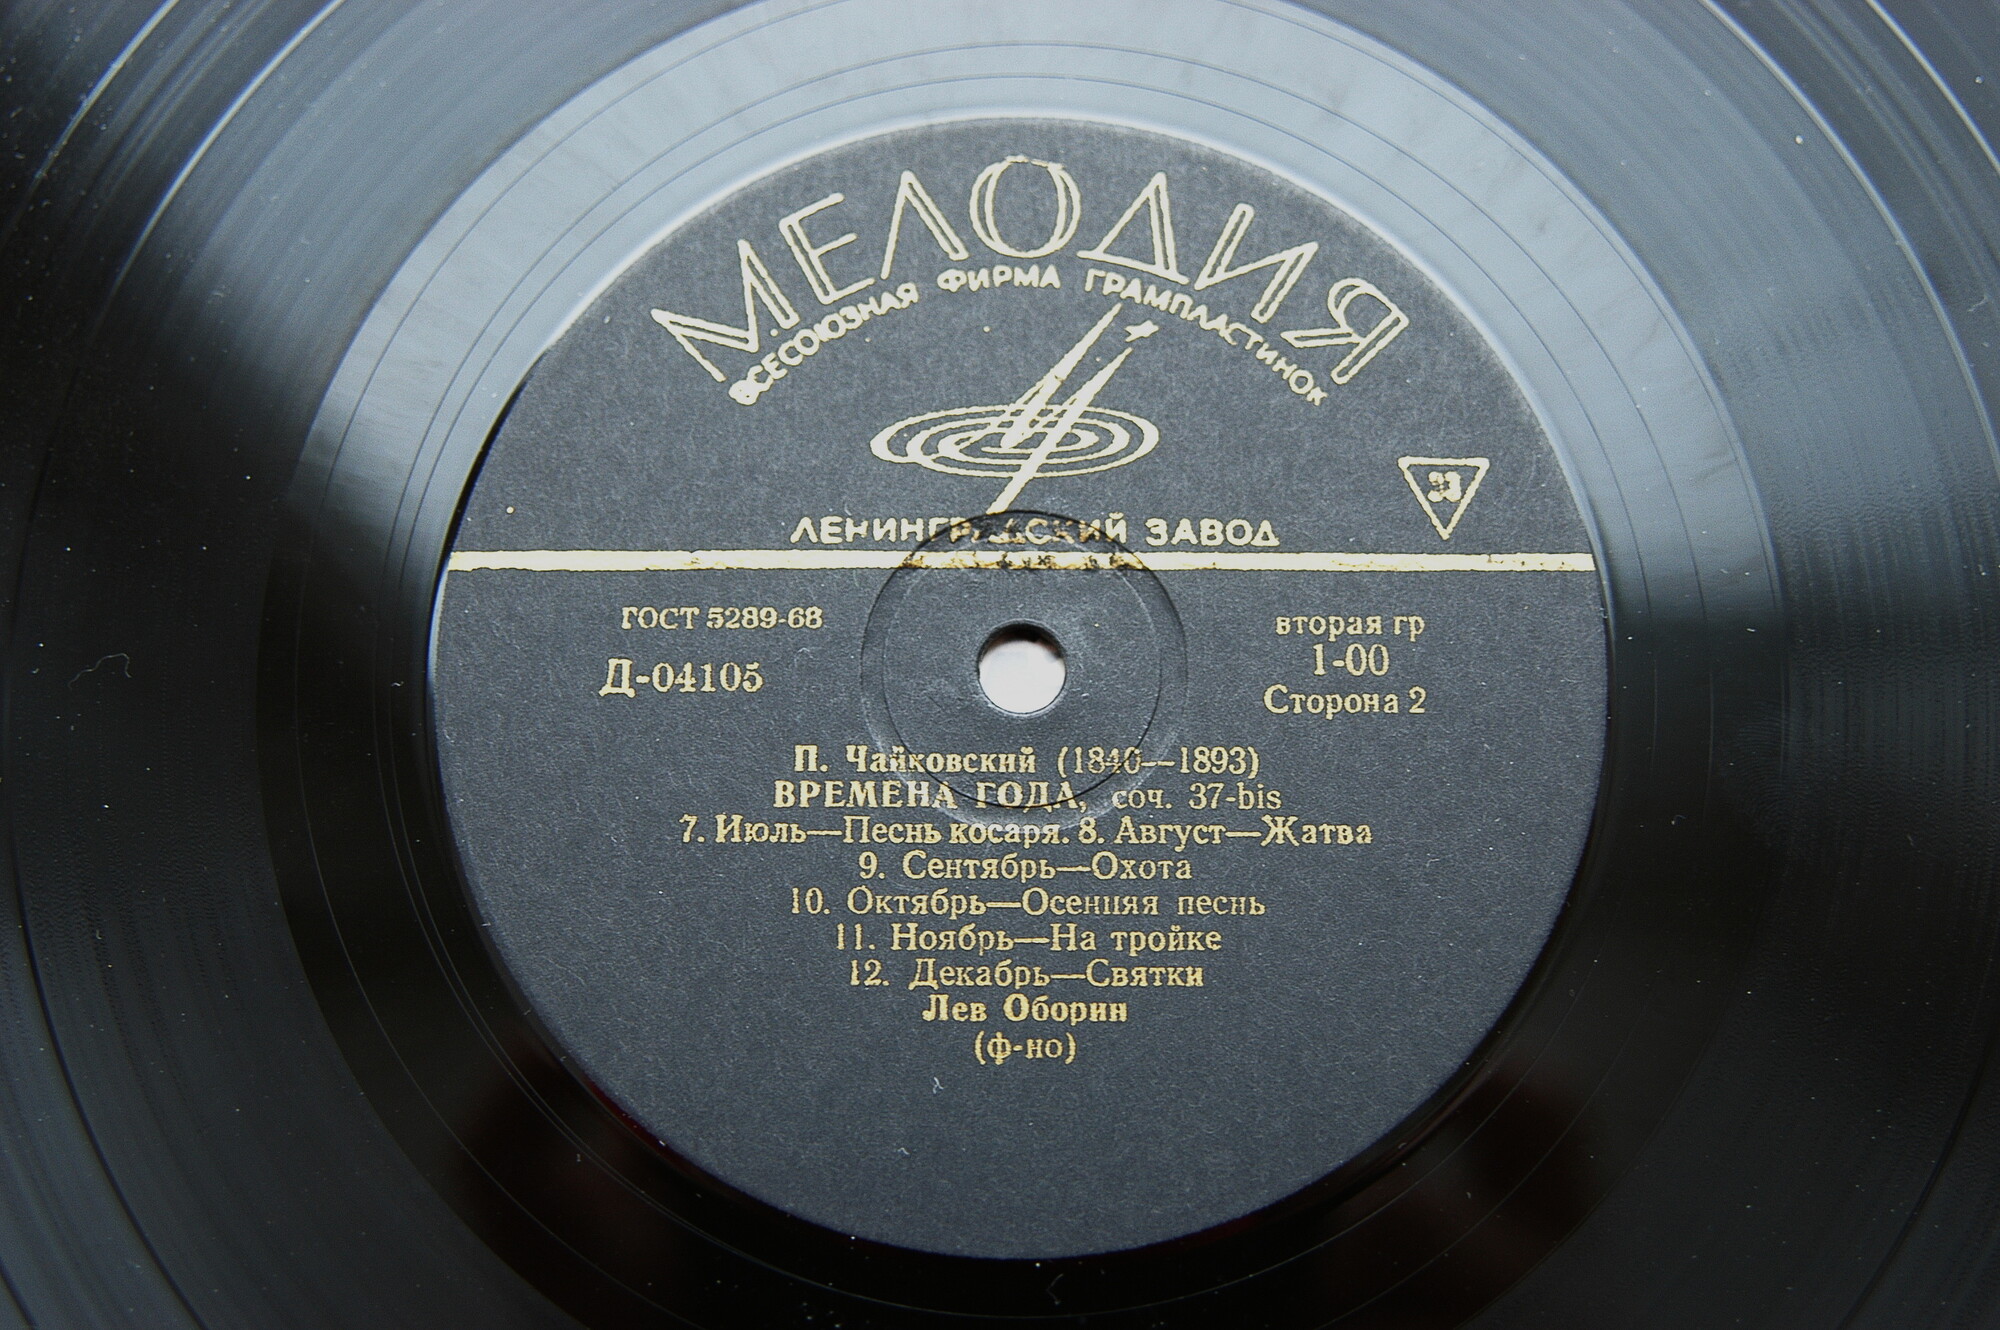 МЕЛОДИЯ
ВСЕСОЮЗНАЯ ФИРМА ГРАМПЛАСТИНОК
33
ЛЕНИНГРАДСКИЙ ЗАВОД
ГОСТ 5289-68
Д-04105
вторая гр
1-00
Сторона 2
П. Чайковский (1840—1893)
ВРЕМЕНА ГОДА, соч. 37-bis
7. Июль—Песнь косаря. 8. Август—Жатва
9. Сентябрь—Охота
10. Октябрь—Осенняя песнь
11. Ноябрь—На тройке
12. Декабрь—Святки
Лев Оборин
(ф-но)